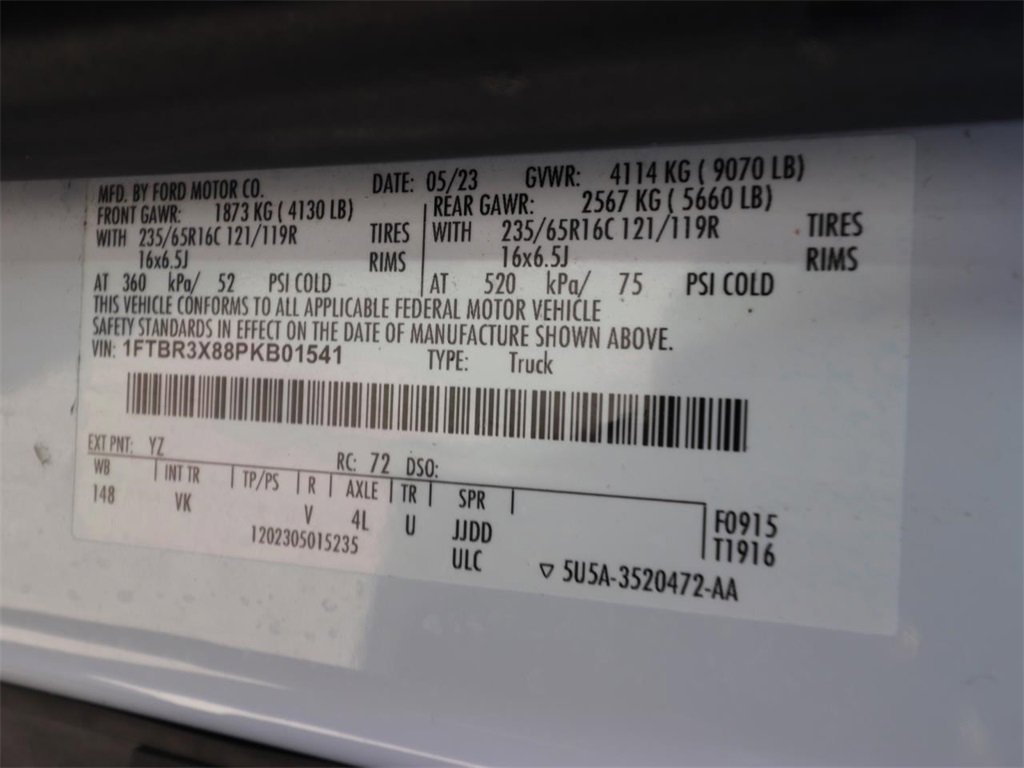 MFD. BY FORD MOTOR CO. DATE: 05/23 GVWR: 4114 KG ( 9070 LB)
FRONT GAWR: 1873 KG ( 4130 LB) REAR GAWR: 2567 KG ( 5660 LB)
WITH 235/65R16C 121/119R TIRES WITH 235/65R16C 121/119R TIRES
16x6.5J RIMS 16x6.5J RIMS
AT 360 kPa/ 52 PSI COLD AT 520 kPa/ 75 PSI COLD
THIS VEHICLE CONFORMS TO ALL APPLICABLE FEDERAL MOTOR VEHICLE
SAFETY STANDARDS IN EFFECT ON THE DATE OF MANUFACTURE SHOWN ABOVE.
VIN: 1FTBR3X88PKB01541 TYPE: Truck
EXT PNT: YZ RC: 72 DSO:
WB INT TR TP/PS R AXLE TR SPR
148 VK V 4L U JJDD F0915
1202305015235 ULC T1916
▽ 5U5A-3520472-AA